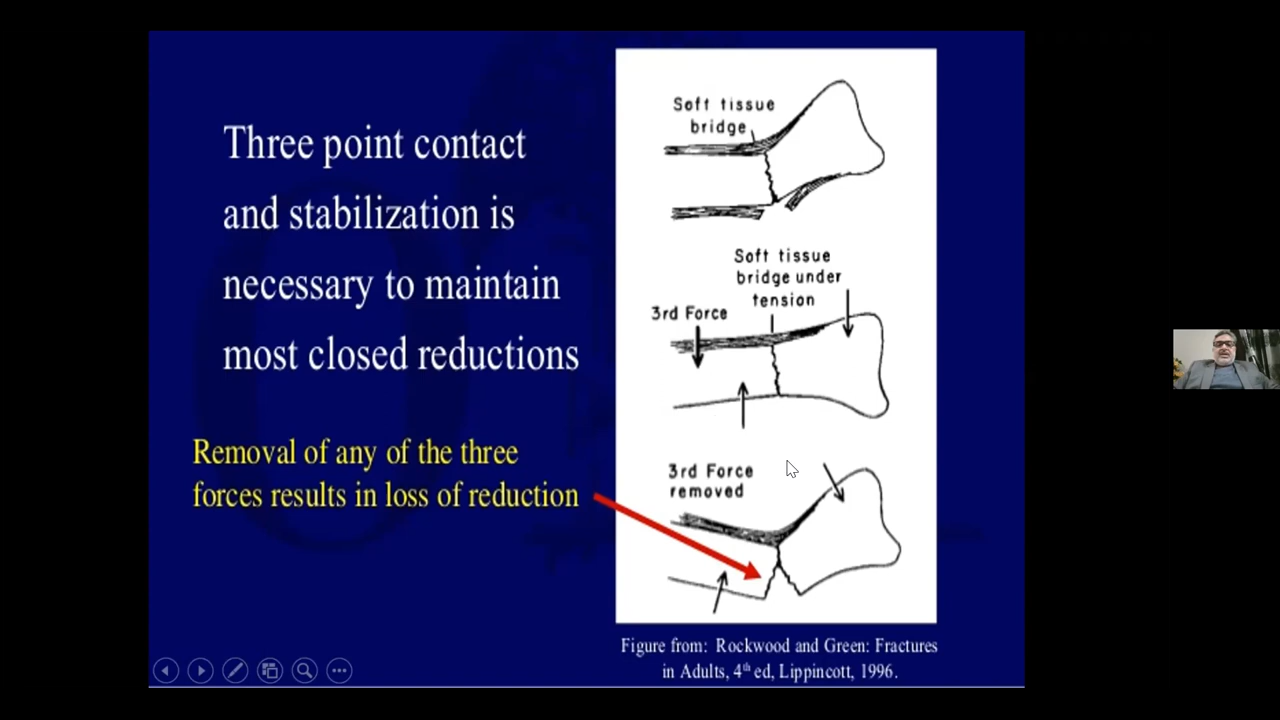 Three point contact
and stabilization is
necessary to maintain
most closed reductions
Removal of any of the three
forces results in loss of reduction
Soft tissue
bridge
Soft tissue
bridge under
tension
3rd Force
3rd Force
removed
Figure from: Rockwood and Green: Fractures
in Adults, 4th ed, Lippincott, 1996.